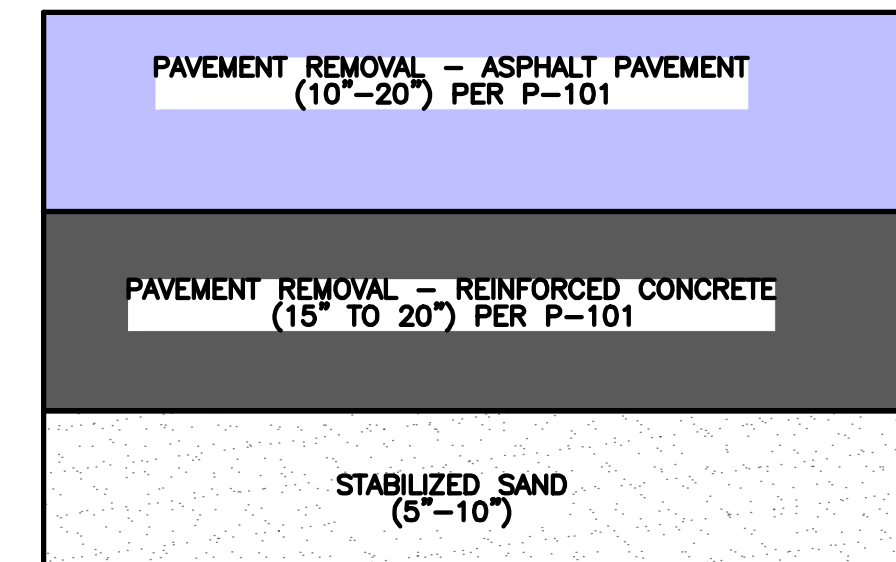 PAVEMENT REMOVAL – ASPHALT PAVEMENT
(10"–20") PER P–101
PAVEMENT REMOVAL – REINFORCED CONCRETE
(15" TO 20") PER P–101
STABILIZED SAND
(5"–10")